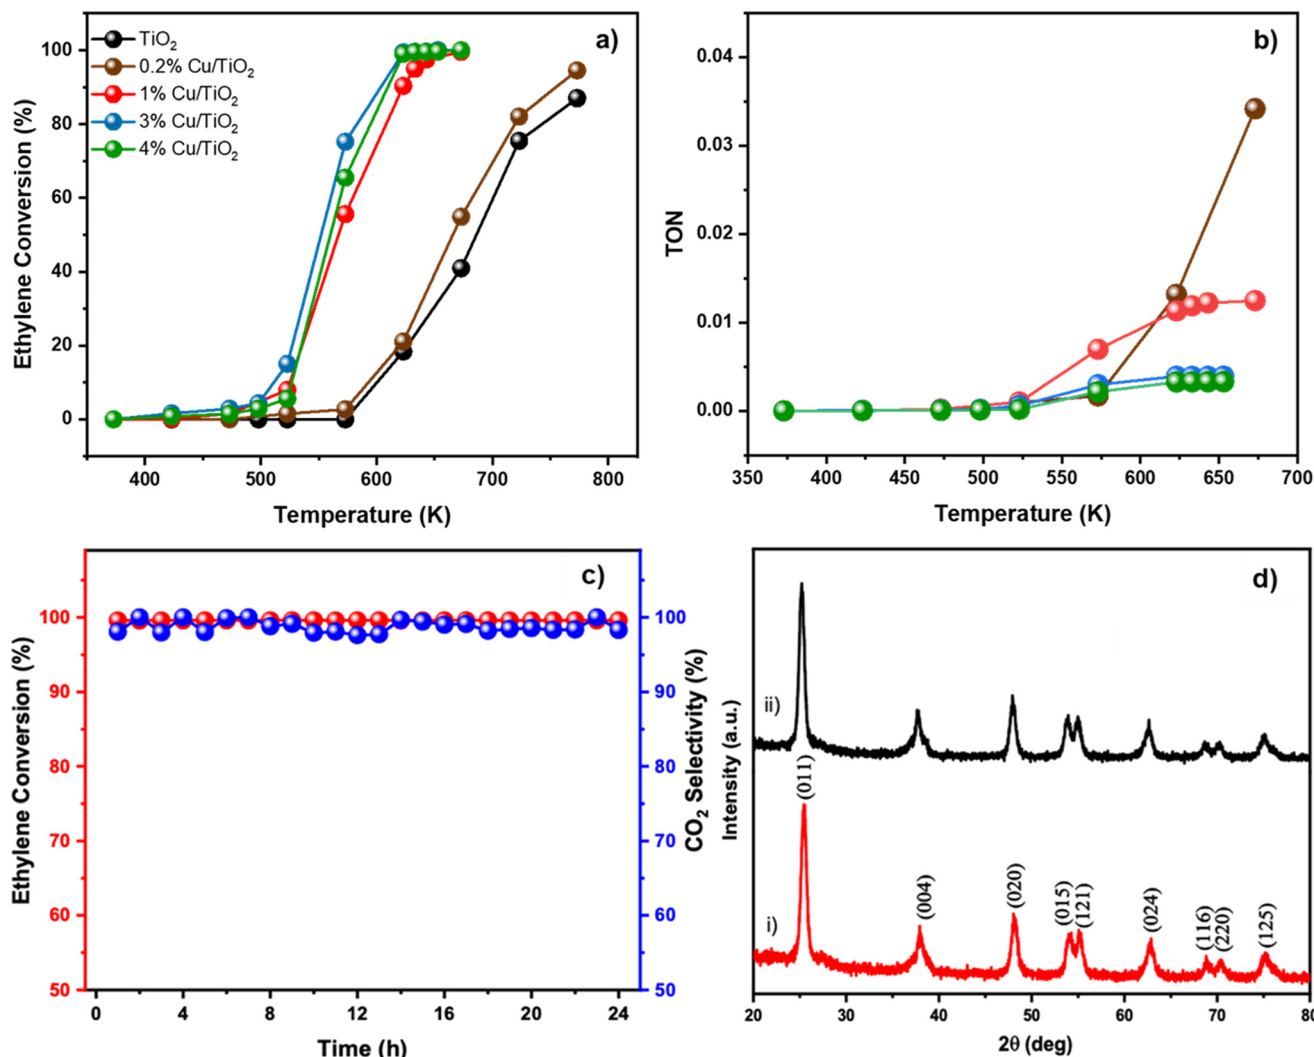 a)
TiO2
0.2% Cu/TiO2
1% Cu/TiO2
3% Cu/TiO2
4% Cu/TiO2
Ethylene Conversion (%)
100
80
60
40
20
0
400
500
600
700
800
Temperature (K)
b)
TON
0.04
0.03
0.02
0.01
0.00
350
400
450
500
550
600
650
700
Temperature (K)
c)
Ethylene Conversion (%)
100
90
80
70
60
50
0
4
8
12
16
20
24
Time (h)
100
90
80
70
60
50
CO2 Selectivity (%)
d)
Intensity (a.u.)
ii)
i)
(011)
(004)
(020)
(015)
(121)
(024)
(116)
(220)
(125)
20
30
40
50
60
70
80
2θ (deg)